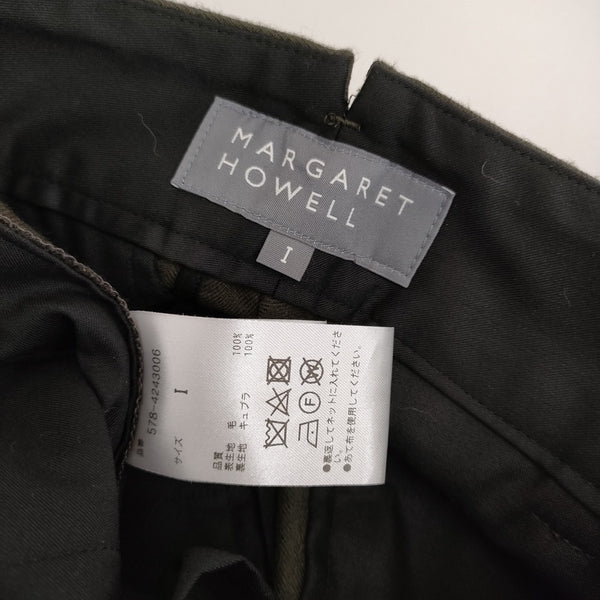 MARGARET
HOWELL
I
品番 578-4243006
サイズ I
品質
表生地 毛 100%
裏生地 キュプラ 100%
●裏返してネットに入れてくださ
い。
●あて布を使用してください。